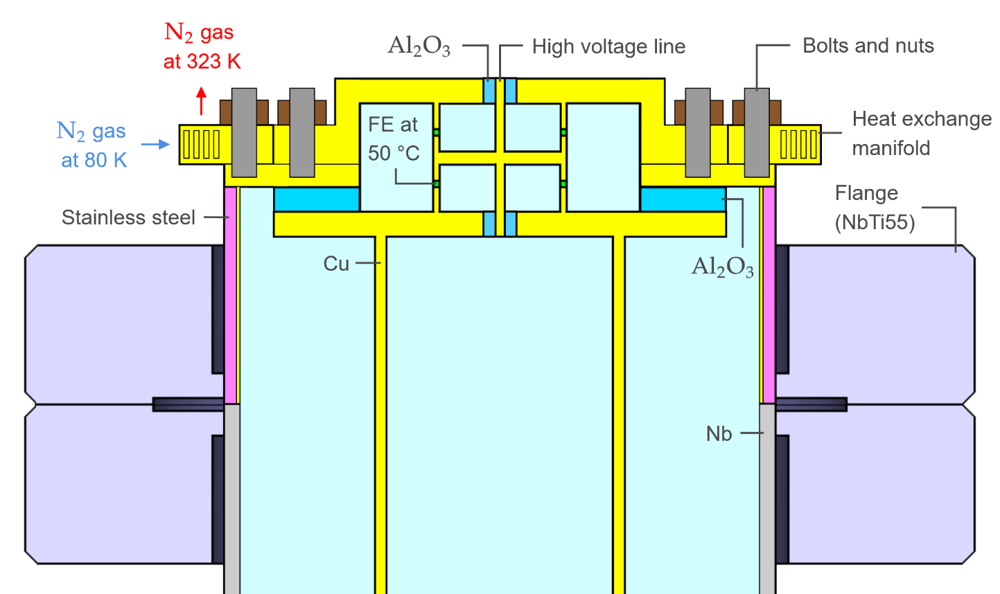 N₂ gas
at 323 K
Al₂O₃
High voltage line
Bolts and nuts
N₂ gas
at 80 K
FE at
50 °C
Heat exchange
manifold
Stainless steel
Flange
(NbTi55)
Cu
Al₂O₃
Nb